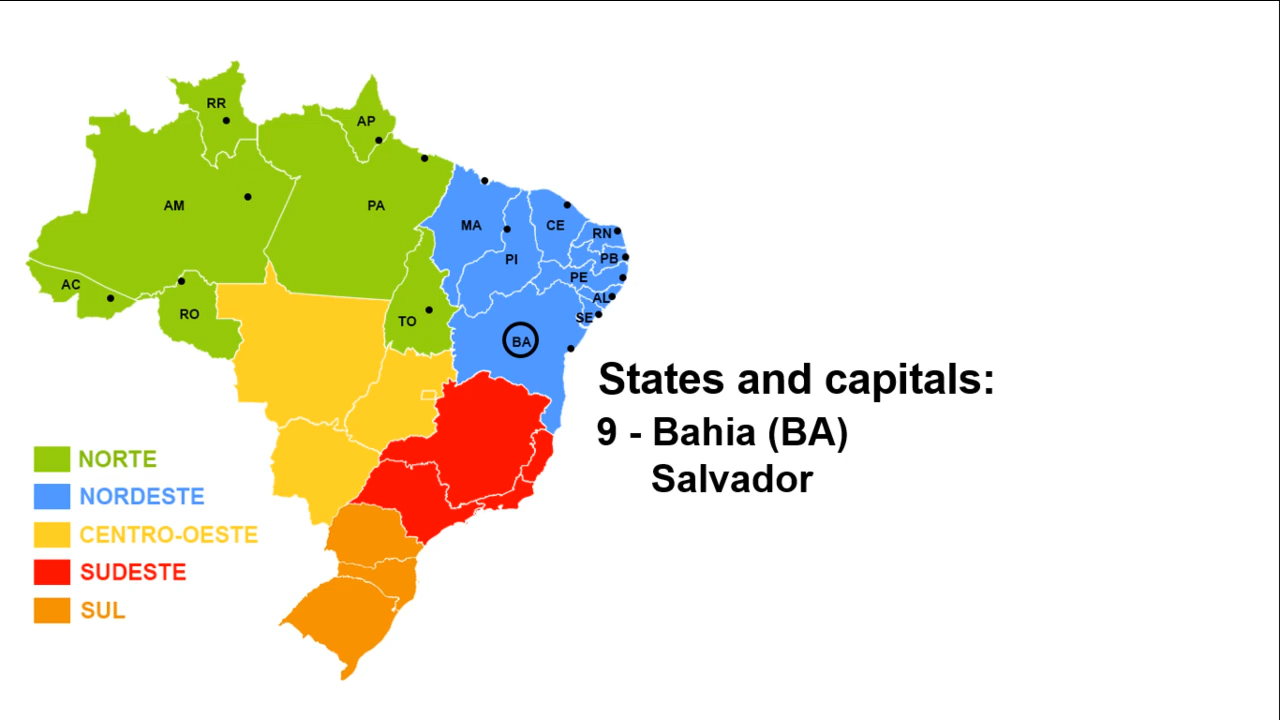 RR
AP
AM
PA
MA
CE
RN
PI
PB
PE
AC
AL
RO
TO
SE
BA
States and capitals:
9 - Bahia (BA)
Salvador
NORTE
NORDESTE
CENTRO-OESTE
SUDESTE
SUL